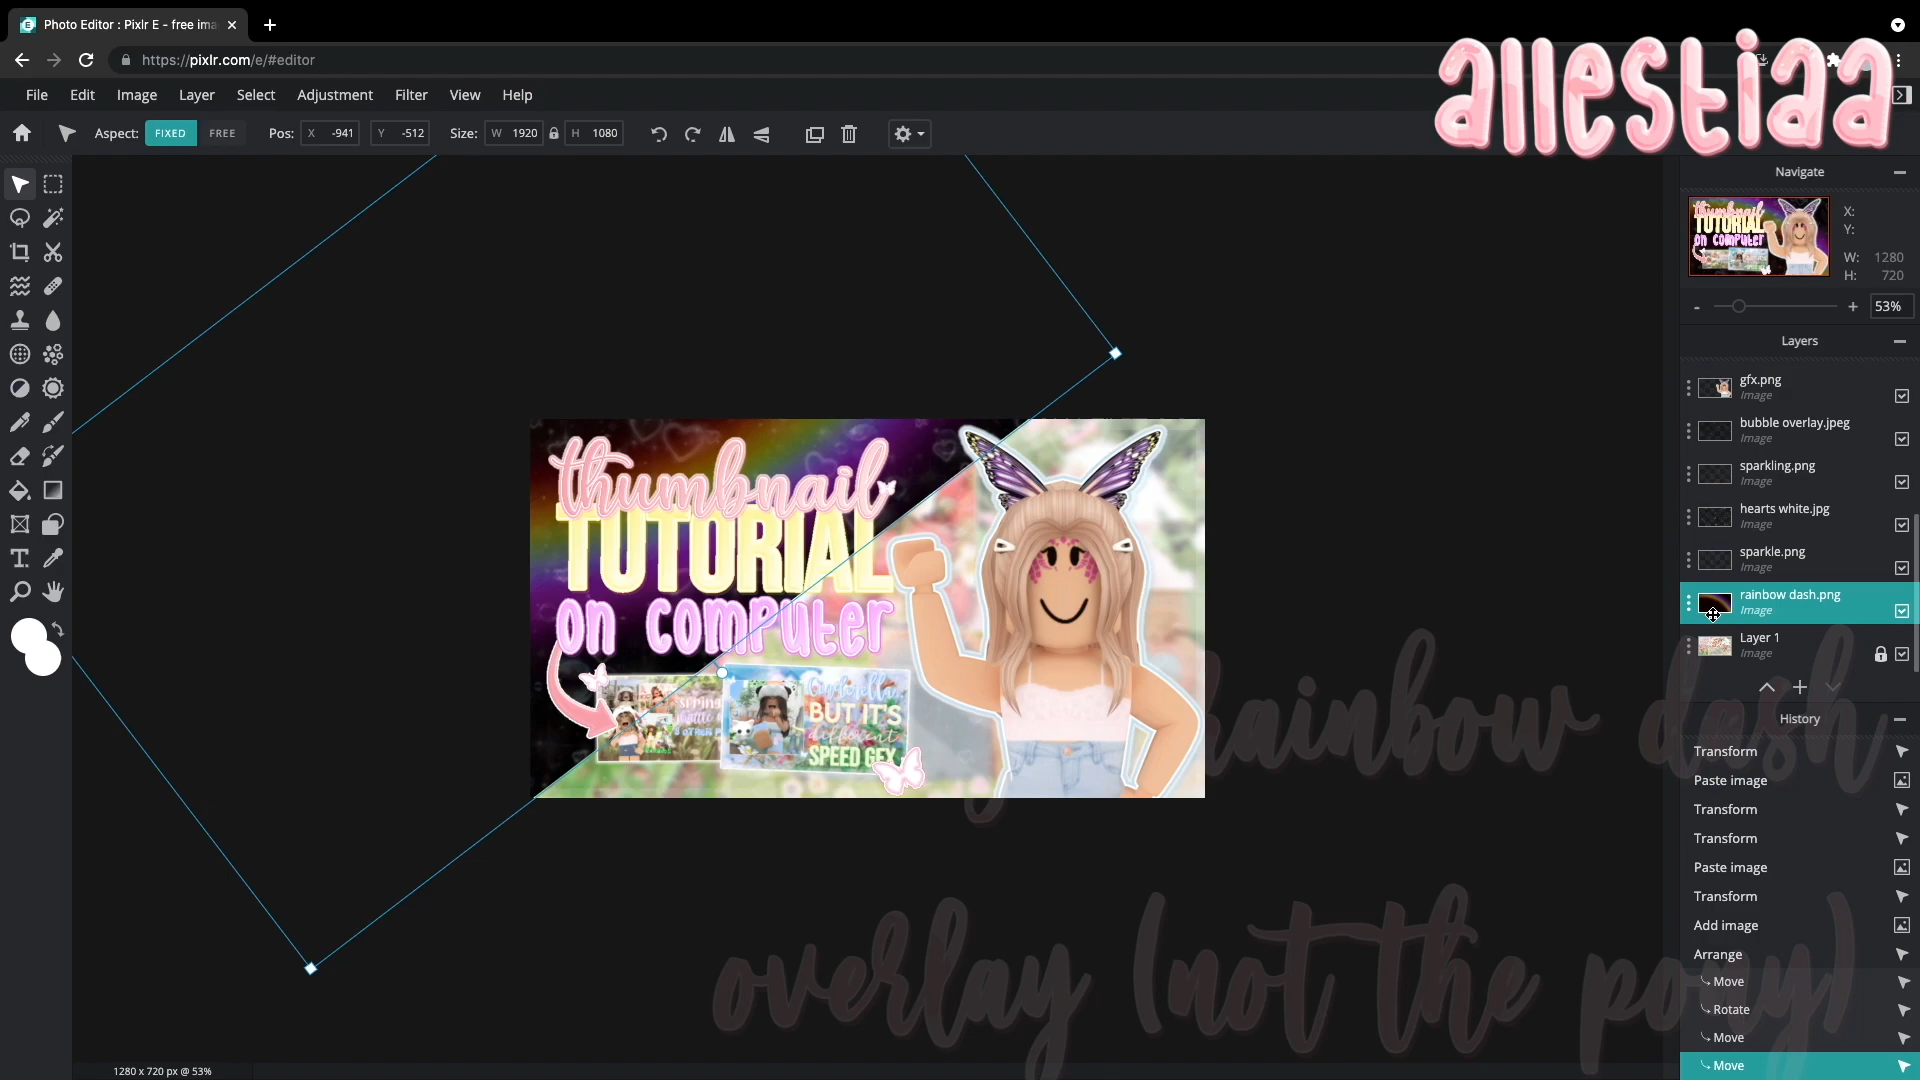 Photo Editor : Pixlr E - free ima
https://pixlr.com/e/#editor
allestiaa
File Edit Image Layer Select Adjustment Filter View Help
Aspect: FIXED FREE Pos: X -941 Y -512 Size: W 1920 H 1080
Navigate
X:
Y:
W: 1280
H: 720
- + 53%
Layers
gfx.png
Image
bubble overlay.jpeg
Image
sparkling.png
Image
hearts white.jpg
Image
sparkle.png
Image
rainbow dash.png
Image
Layer 1
Image
History
Transform
Paste image
Transform
Transform
Paste image
Transform
Add image
Arrange
Move
Rotate
Move
Move
thumbnail
TUTORIAL
on computer
Cinderella
BUT IT'S
different
SPEED GFX
rainbow dash
overlay (not the pony)
1280 x 720 px @ 53%